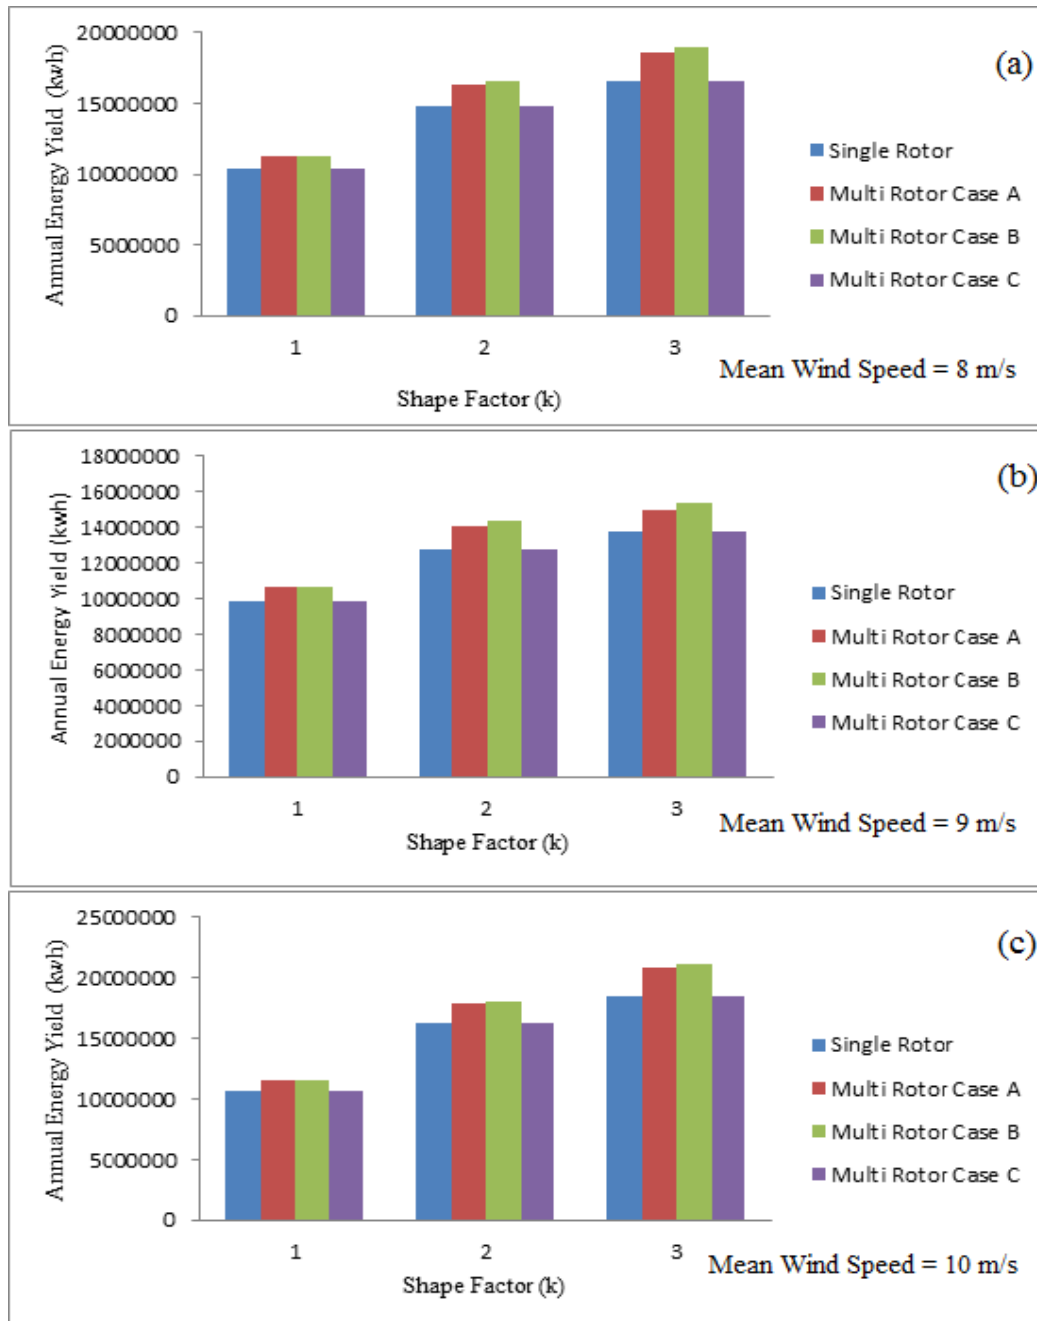 (a)
Annual Energy Yield (kwh)
20000000
15000000
10000000
5000000
0
1 2 3
Shape Factor (k)
Single Rotor
Multi Rotor Case A
Multi Rotor Case B
Multi Rotor Case C
Mean Wind Speed = 8 m/s
(b)
Annual Energy Yield (kwh)
18000000
16000000
14000000
12000000
10000000
8000000
6000000
4000000
2000000
0
1 2 3
Shape Factor (k)
Single Rotor
Multi Rotor Case A
Multi Rotor Case B
Multi Rotor Case C
Mean Wind Speed = 9 m/s
(c)
Annual Energy Yield (kwh)
25000000
20000000
15000000
10000000
5000000
0
1 2 3
Shape Factor (k)
Single Rotor
Multi Rotor Case A
Multi Rotor Case B
Multi Rotor Case C
Mean Wind Speed = 10 m/s